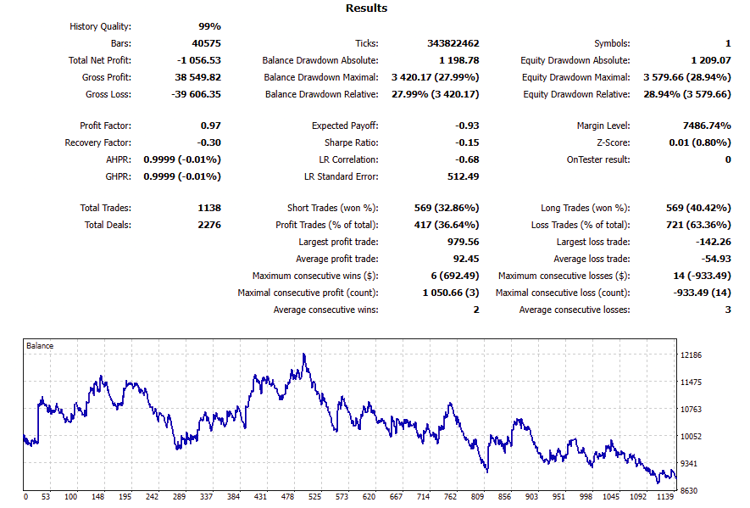 Results
History Quality: 99%
Bars: 40575 Ticks: 343822462 Symbols: 1
Total Net Profit: -1 056.53 Balance Drawdown Absolute: 1 198.78 Equity Drawdown Absolute: 1 209.07
Gross Profit: 38 549.82 Balance Drawdown Maximal: 3 420.17 (27.99%) Equity Drawdown Maximal: 3 579.66 (28.94%)
Gross Loss: -39 606.35 Balance Drawdown Relative: 27.99% (3 420.17) Equity Drawdown Relative: 28.94% (3 579.66)
Profit Factor: 0.97 Expected Payoff: -0.93 Margin Level: 7486.74%
Recovery Factor: -0.30 Sharpe Ratio: -0.15 Z-Score: 0.01 (0.80%)
AHPR: 0.9999 (-0.01%) LR Correlation: -0.68 OnTester result: 0
GHPR: 0.9999 (-0.01%) LR Standard Error: 512.49
Total Trades: 1138 Short Trades (won %): 569 (32.86%) Long Trades (won %): 569 (40.42%)
Total Deals: 2276 Profit Trades (% of total): 417 (36.64%) Loss Trades (% of total): 721 (63.36%)
Largest profit trade: 979.56 Largest loss trade: -142.26
Average profit trade: 92.45 Average loss trade: -54.93
Maximum consecutive wins ($): 6 (692.49) Maximum consecutive losses ($): 14 (-933.49)
Maximal consecutive profit (count): 1 050.66 (3) Maximal consecutive loss (count): -933.49 (14)
Average consecutive wins: 2 Average consecutive losses: 3
Balance
12186
11475
10763
10052
9341
8630
0 53 100 148 195 242 289 337 384 431 478 525 573 620 667 714 762 809 856 903 951 998 1045 1092 1139